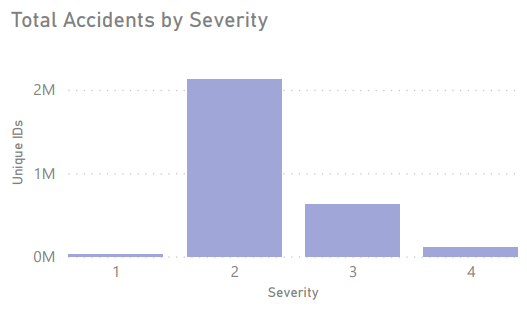 Total Accidents by Severity
2M
1M
0M
Unique IDs
1 2 3 4
Severity